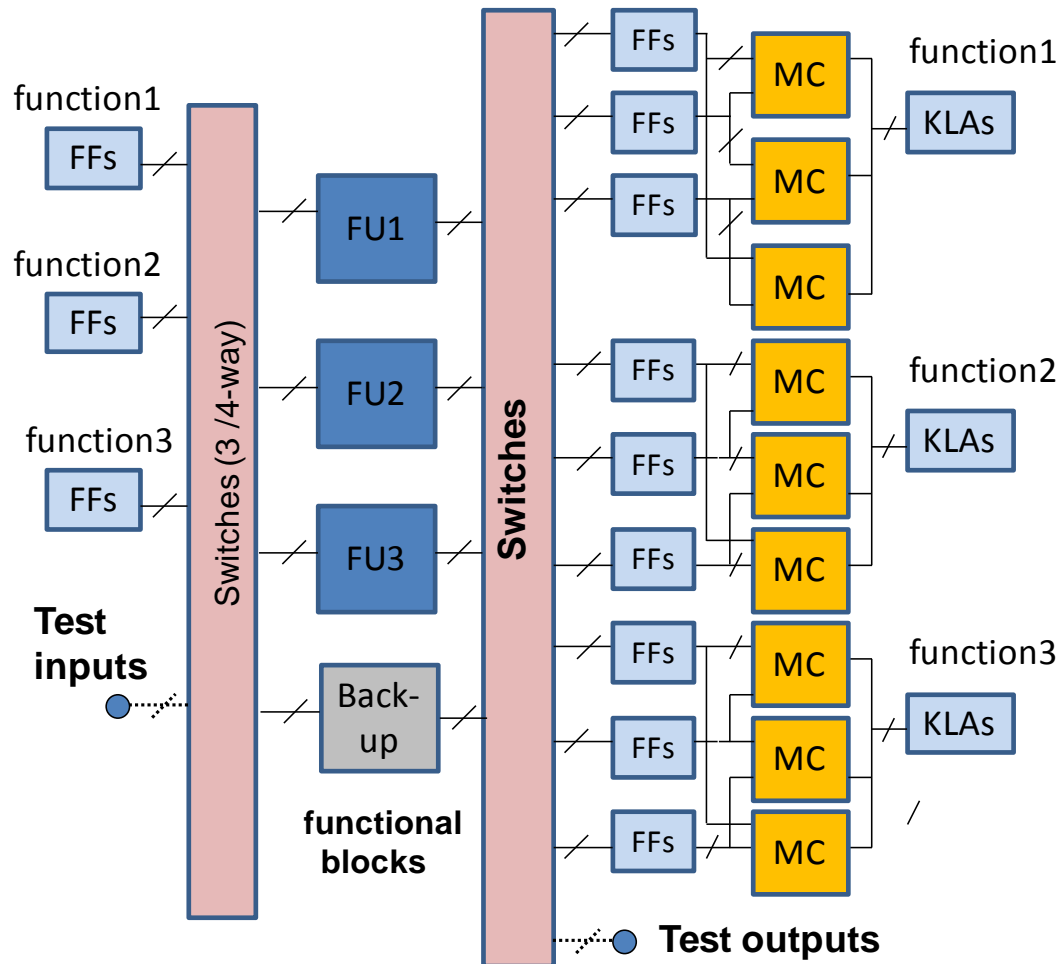 function1
FFs
function2
FFs
function3
FFs
Test
inputs
Switches (3 /4-way)
FU1
FU2
FU3
Back-
up
functional
blocks
Switches
FFs
FFs
FFs
MC
MC
MC
function1
KLAs
FFs
FFs
FFs
MC
MC
MC
function2
KLAs
FFs
FFs
FFs
MC
MC
MC
function3
KLAs
Test outputs